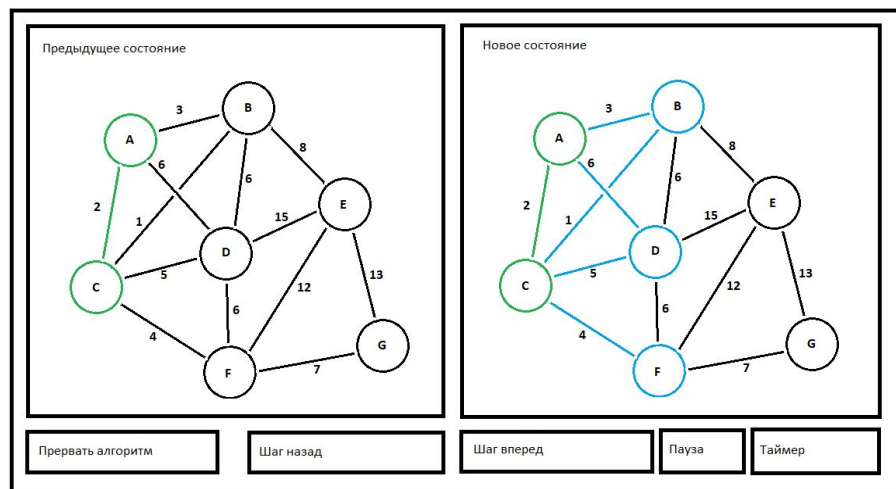 Предыдущее состояние
3
B
A
6
8
6
2
15
E
1
D
5
13
C
12
6
4
G
F
7
Новое состояние
3
B
A
6
8
6
2
15
E
1
D
5
13
C
12
6
4
G
F
7
Прервать алгоритм
Шаг назад
Шаг вперед
Пауза
Таймер